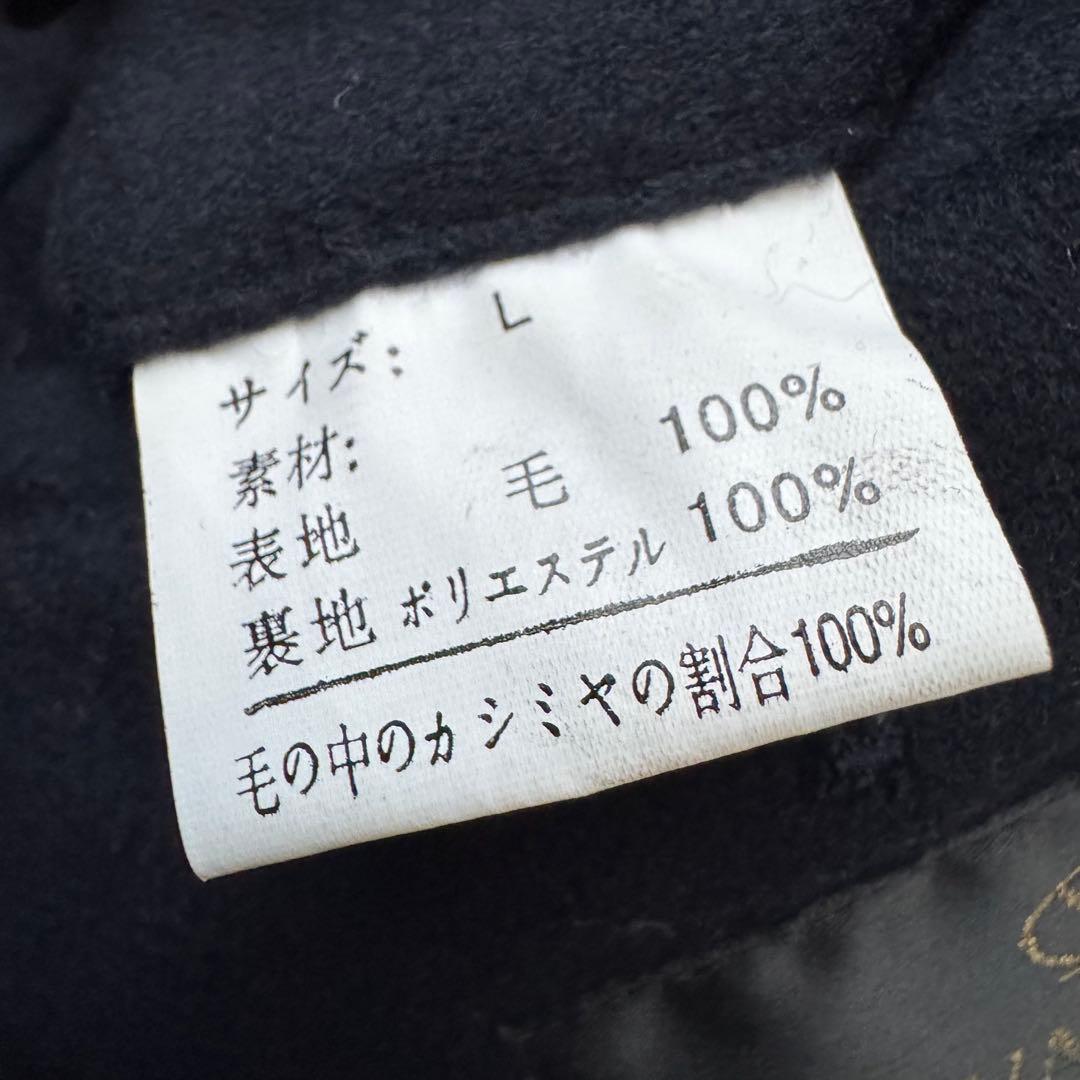 サイズ: L
素材:
表地 毛 100%
裏地 ポリエステル 100%
毛の中のカシミヤの割合100%